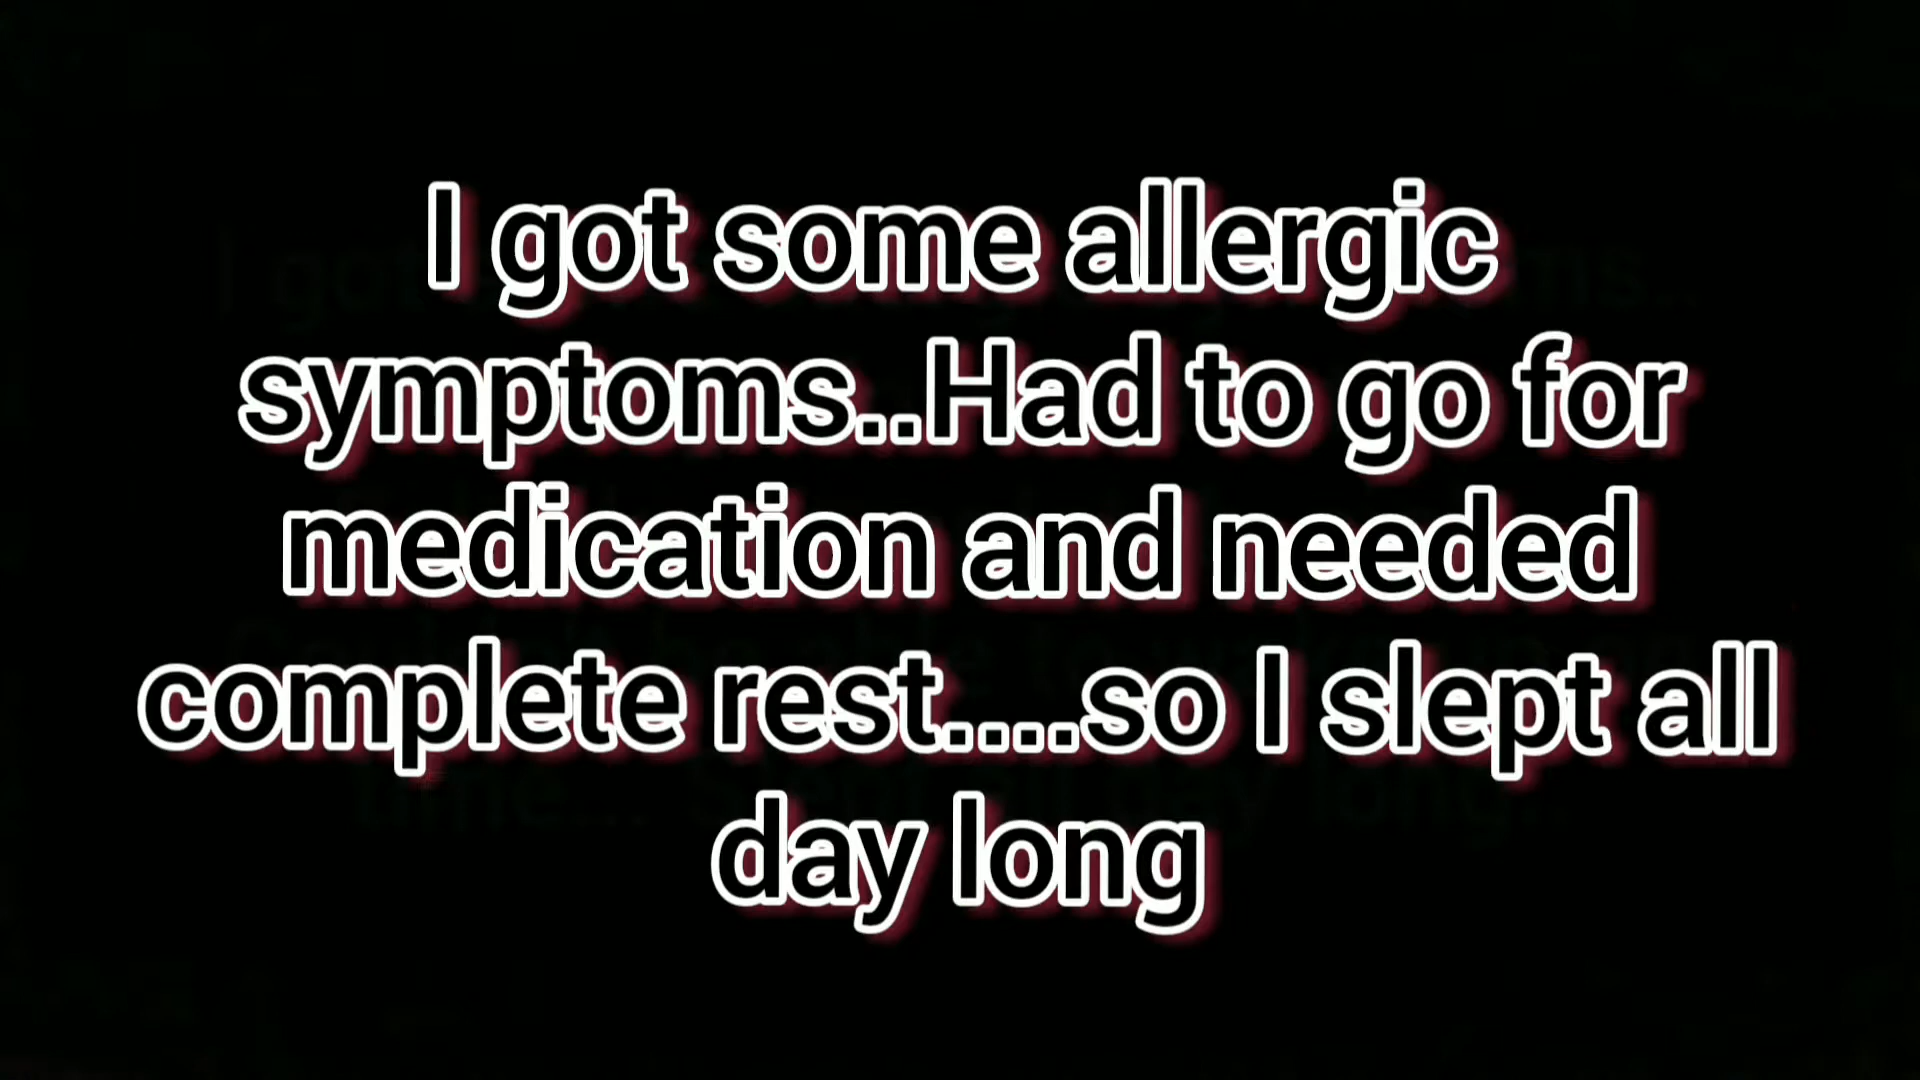 I got some allergic
symptoms..Had to go for
medication and needed
complete rest....so I slept all
day long